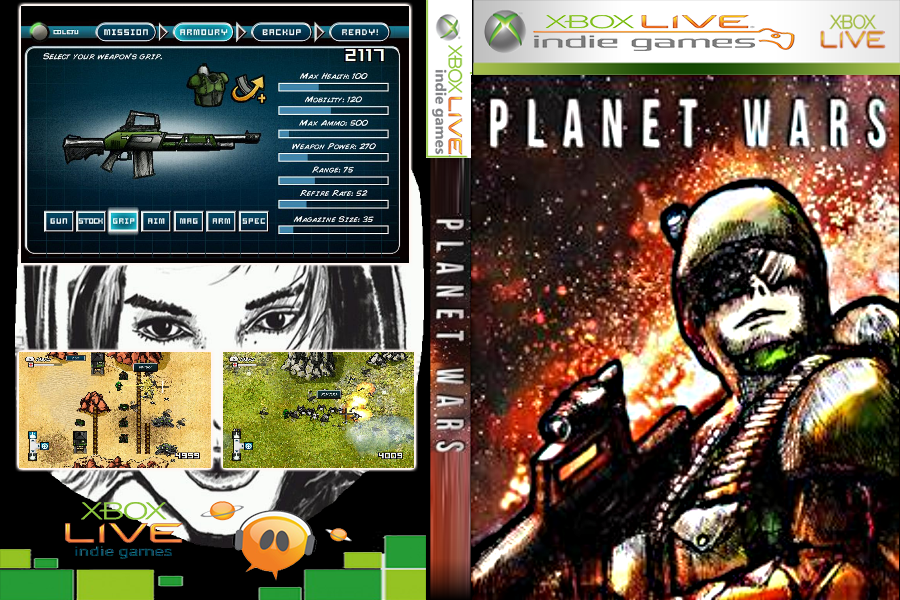 COLEJU
MISSION
ARMOURY
BACKUP
READY!
Select your weapon's grip.
2117
Max Health: 100
Mobility: 120
Max Ammo: 500
Weapon Power: 270
Range: 75
Refire Rate: 52
Magazine Size: 35
GUN
STOCK
GRIP
AIM
MAG
ARM
SPEC
4959
4009
XBOX
LIVE
indie games
XBOX LIVE
indie games
PLANET WARS
XBOX LIVE
indie games
XBOX
LIVE
PLANET WARS